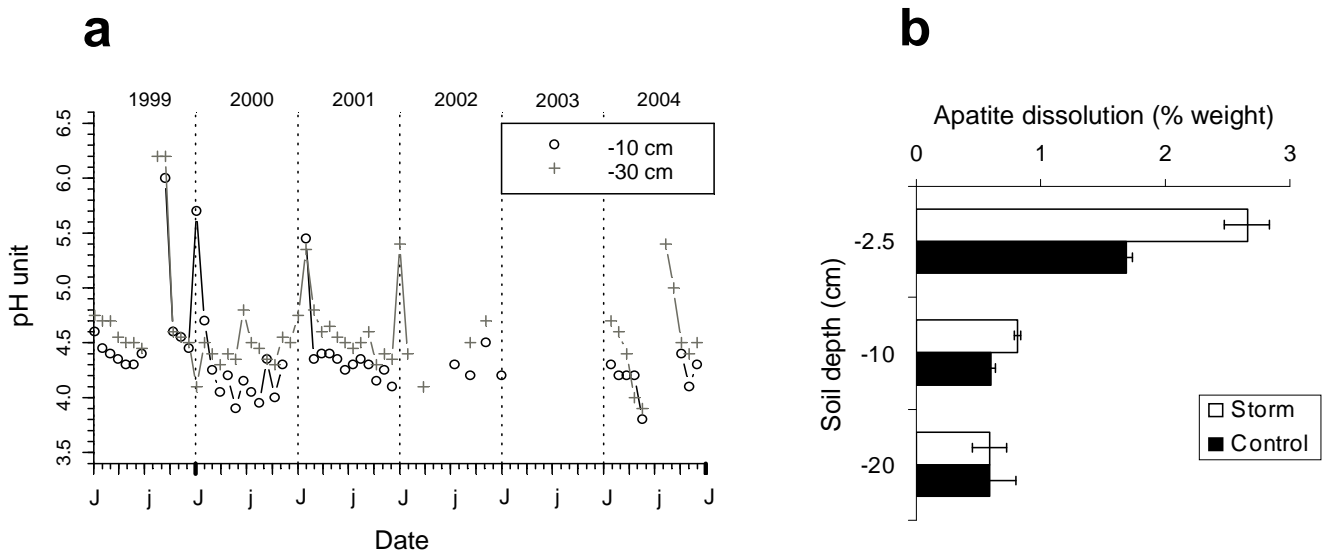 a
1999 2000 2001 2002 2003 2004
-10 cm
-30 cm
6.5
6.0
5.5
5.0
4.5
4.0
3.5
pH unit
J j J j J j J j J j J j J
Date
b
Apatite dissolution (% weight)
0 1 2 3
-2.5
-10
-20
Soil depth (cm)
Storm
Control